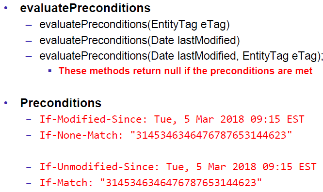 • evaluatePreconditions
– evaluatePreconditions(EntityTag eTag)
– evaluatePreconditions(Date lastModified)
– evaluatePreconditions(Date lastModified, EntityTag eTag);
▪ These methods return null if the preconditions are met
• Preconditions
– If-Modified-Since: Tue, 5 Mar 2018 09:15 EST
– If-None-Match: "3145346346476787653144623"
– If-Unmodified-Since: Tue, 5 Mar 2018 09:15 EST
– If-Match: "3145346346476787653144623"